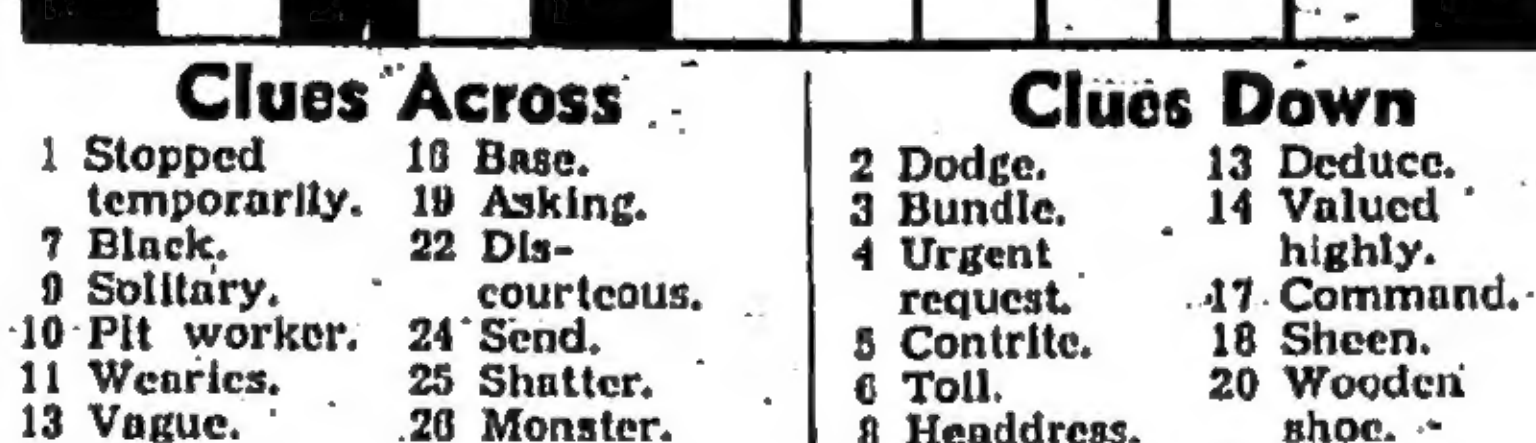 Clues Across
1 Stopped
temporarily.
7 Black.
9 Solitary.
10 Pit worker.
11 Wearies.
13 Vague.
16 Base.
19 Asking.
22 Dis-
courteous.
24 Send.
25 Shatter.
26 Monster.
Clues Down
2 Dodge.
3 Bundle.
4 Urgent
request.
5 Contrite.
6 Toll.
8 Headdress.
13 Deduce.
14 Valued
highly.
17 Command.
18 Sheen.
20 Wooden
shoe.